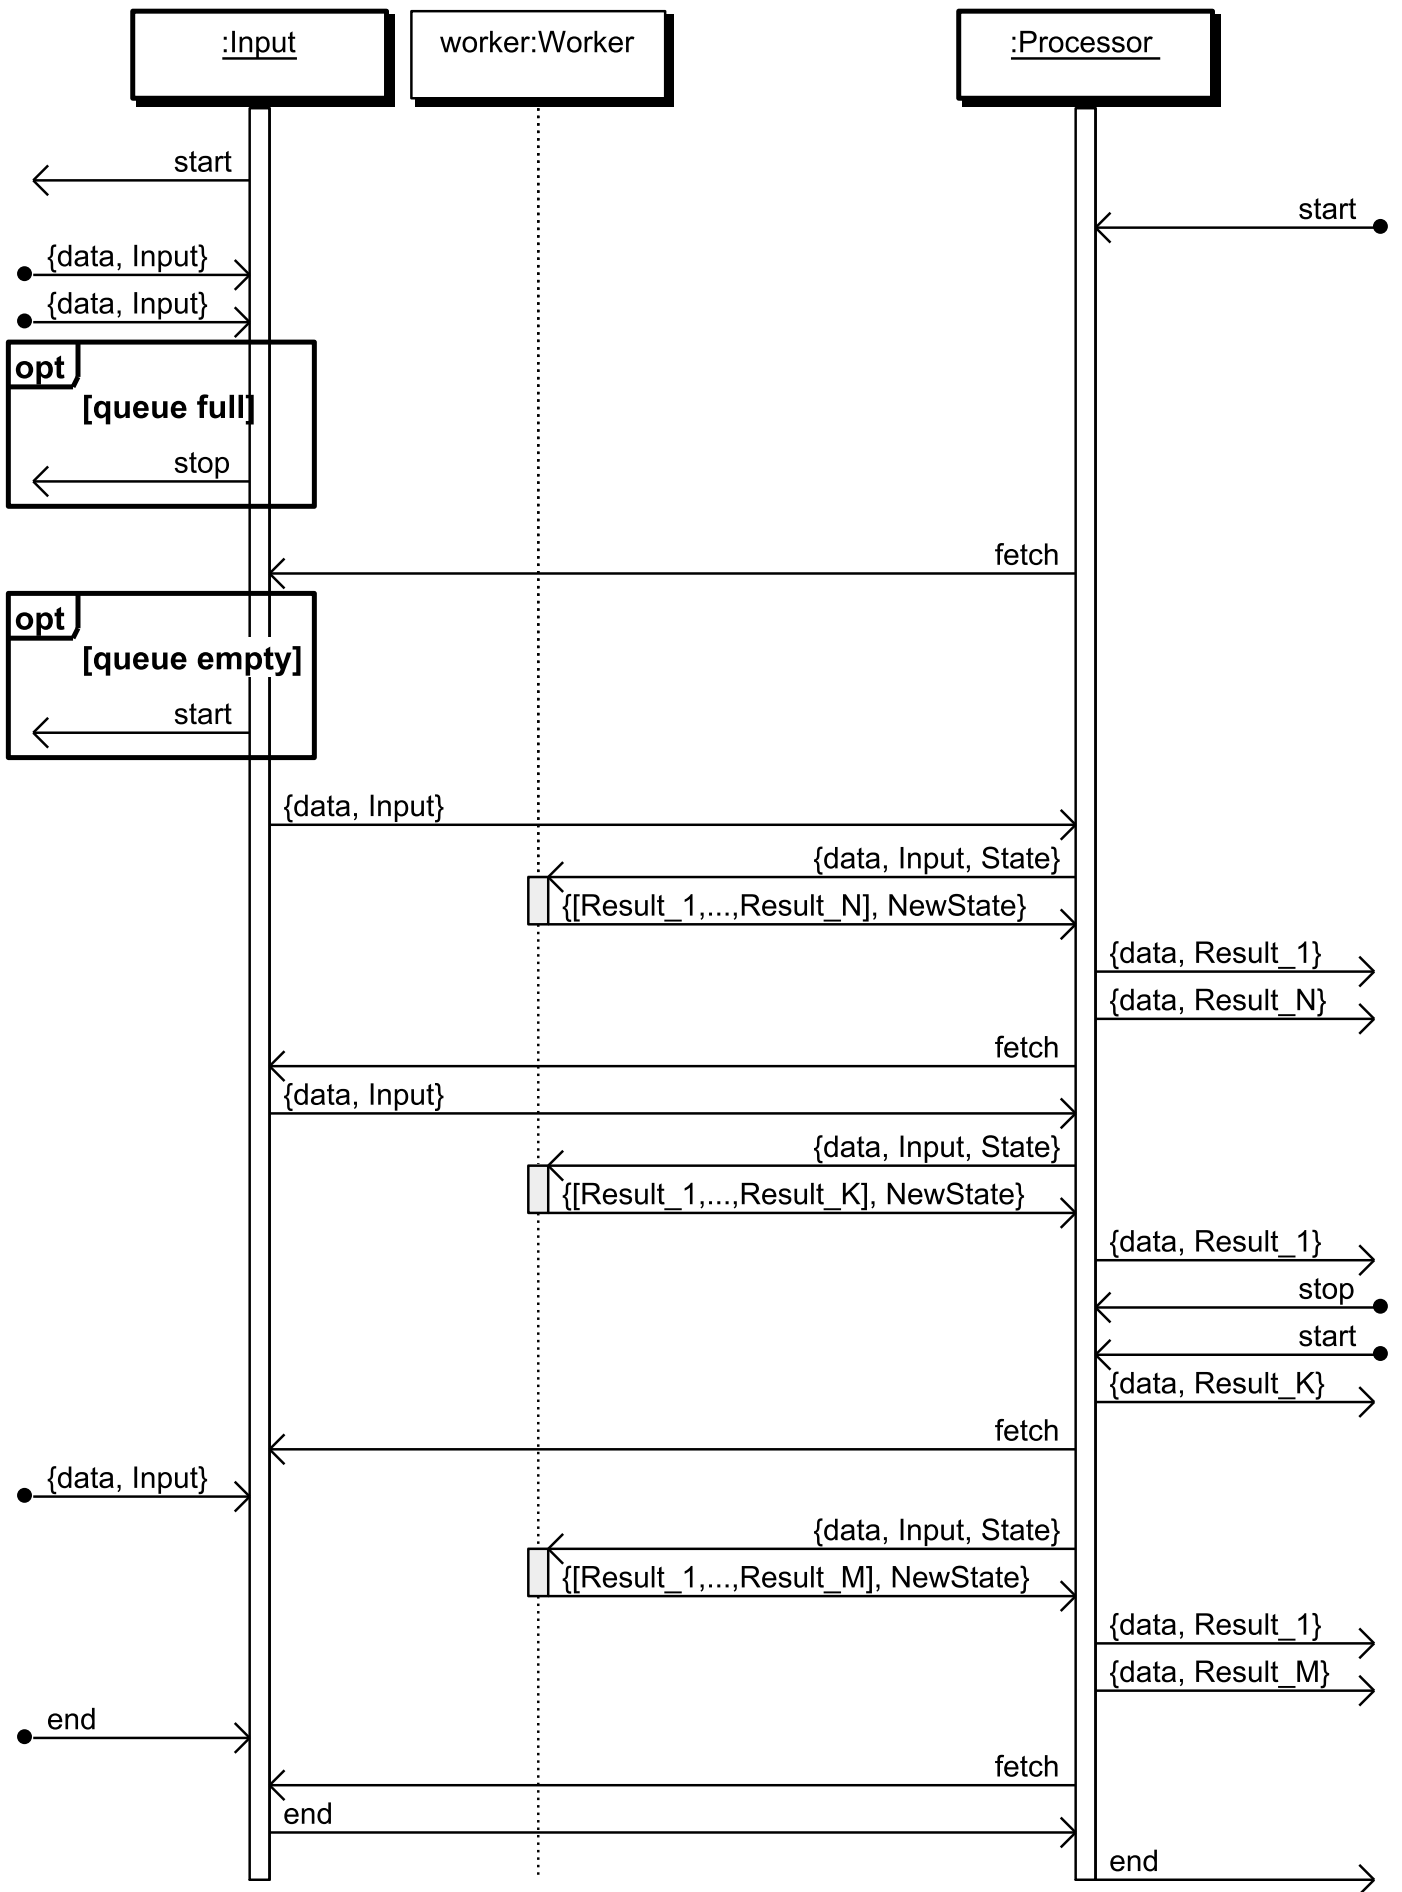 :Input
worker:Worker
:Processor
start
start
{data, Input}
{data, Input}
opt
[queue full]
stop
fetch
opt
[queue empty]
start
{data, Input}
{data, Input, State}
{[Result_1,...,Result_N], NewState}
{data, Result_1}
{data, Result_N}
fetch
{data, Input}
{data, Input, State}
{[Result_1,...,Result_K], NewState}
{data, Result_1}
stop
start
{data, Result_K}
fetch
{data, Input}
{data, Input, State}
{[Result_1,...,Result_M], NewState}
{data, Result_1}
{data, Result_M}
end
fetch
end
end